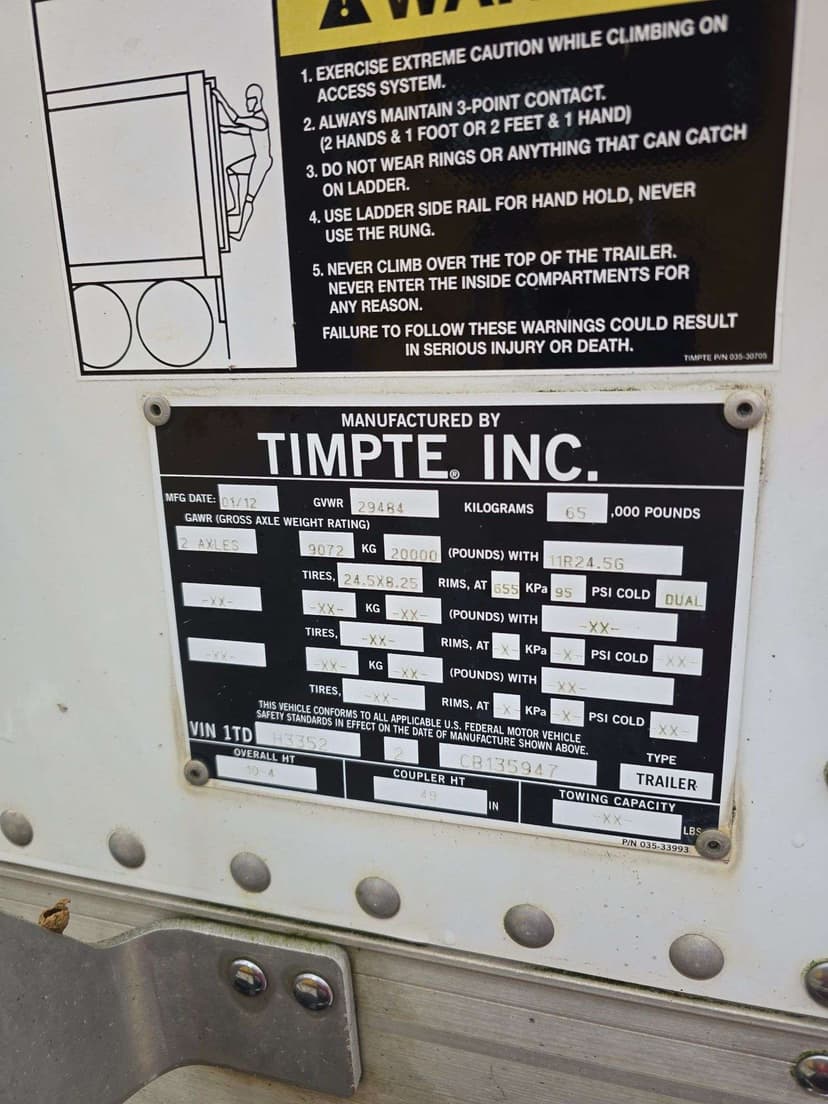 1. EXERCISE EXTREME CAUTION WHILE CLIMBING ON
ACCESS SYSTEM.
2. ALWAYS MAINTAIN 3-POINT CONTACT.
(2 HANDS & 1 FOOT OR 2 FEET & 1 HAND)
3. DO NOT WEAR RINGS OR ANYTHING THAT CAN CATCH
ON LADDER.
4. USE LADDER SIDE RAIL FOR HAND HOLD, NEVER
USE THE RUNG.
5. NEVER CLIMB OVER THE TOP OF THE TRAILER.
NEVER ENTER THE INSIDE COMPARTMENTS FOR
ANY REASON.
FAILURE TO FOLLOW THESE WARNINGS COULD RESULT
IN SERIOUS INJURY OR DEATH.
TIMPTE P/N 035-30705
MANUFACTURED BY
TIMPTE® INC.
MFG DATE: 01/12 GVWR 29484 KILOGRAMS 65 ,000 POUNDS
GAWR (GROSS AXLE WEIGHT RATING)
2 AXLES 9072 KG 20000 (POUNDS) WITH 11R24.5G
TIRES, 24.5X8.25 RIMS, AT 655 KPa 95 PSI COLD DUAL
-XX- -XX- KG -XX- (POUNDS) WITH -XX-
TIRES, -XX- RIMS, AT -X- KPa -X- PSI COLD -XX-
-XX- -XX- KG -XX- (POUNDS) WITH -XX-
TIRES, -XX- RIMS, AT -X- KPa -X- PSI COLD -XX-
THIS VEHICLE CONFORMS TO ALL APPLICABLE U.S. FEDERAL MOTOR VEHICLE
SAFETY STANDARDS IN EFFECT ON THE DATE OF MANUFACTURE SHOWN ABOVE.
VIN 1TD H3352 2 CB135947 TYPE TRAILER
OVERALL HT 10-4 COUPLER HT 49 IN TOWING CAPACITY -XX- LBS
P/N 035-33993